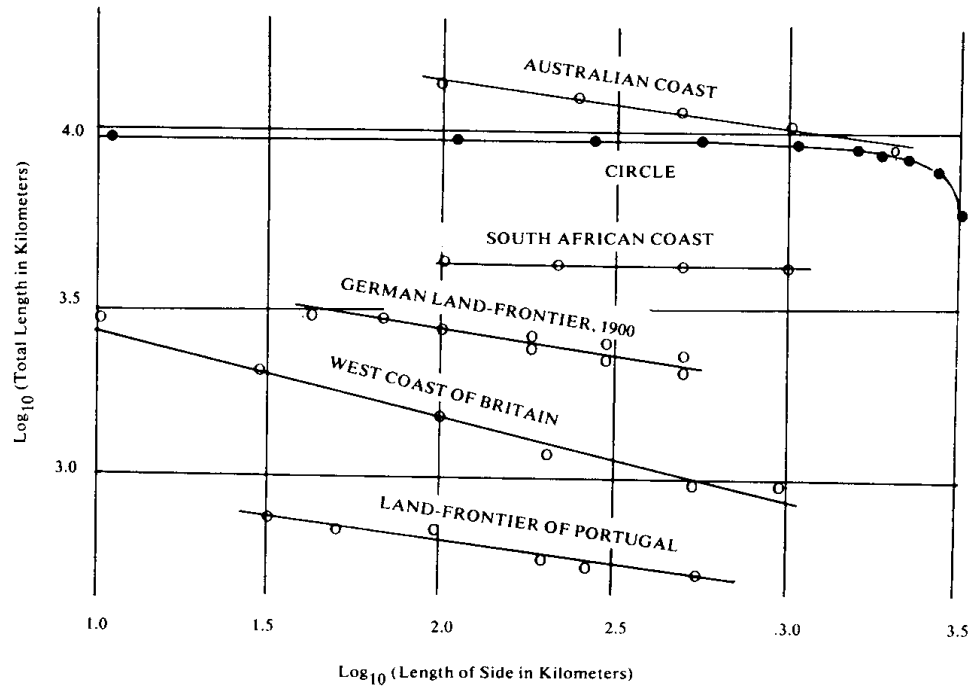 AUSTRALIAN COAST
4.0
CIRCLE
SOUTH AFRICAN COAST
GERMAN LAND-FRONTIER, 1900
3.5
WEST COAST OF BRITAIN
3.0
LAND-FRONTIER OF PORTUGAL
Log10 (Total Length in Kilometers)
1.0 1.5 2.0 2.5 3.0 3.5
Log10 (Length of Side in Kilometers)